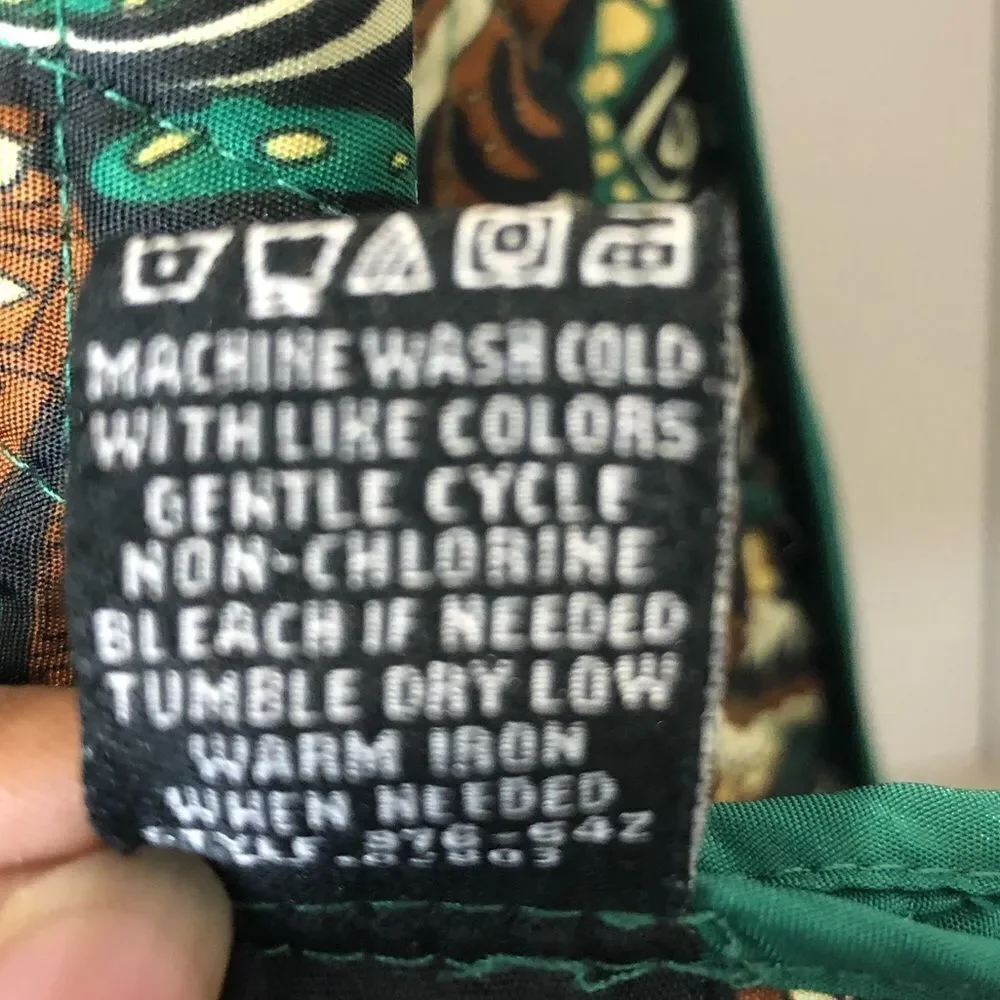 MACHINE WASH COLD
WITH LIKE COLORS
GENTLE CYCLE
NON-CHLORINE
BLEACH IF NEEDED
TUMBLE DRY LOW
WARM IRON
WHEN NEEDED